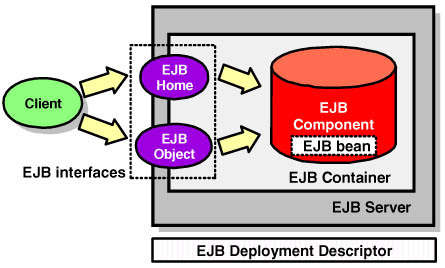 Client
EJB
Home
EJB
Object
EJB interfaces
EJB
Component
EJB bean
EJB Container
EJB Server
EJB Deployment Descriptor